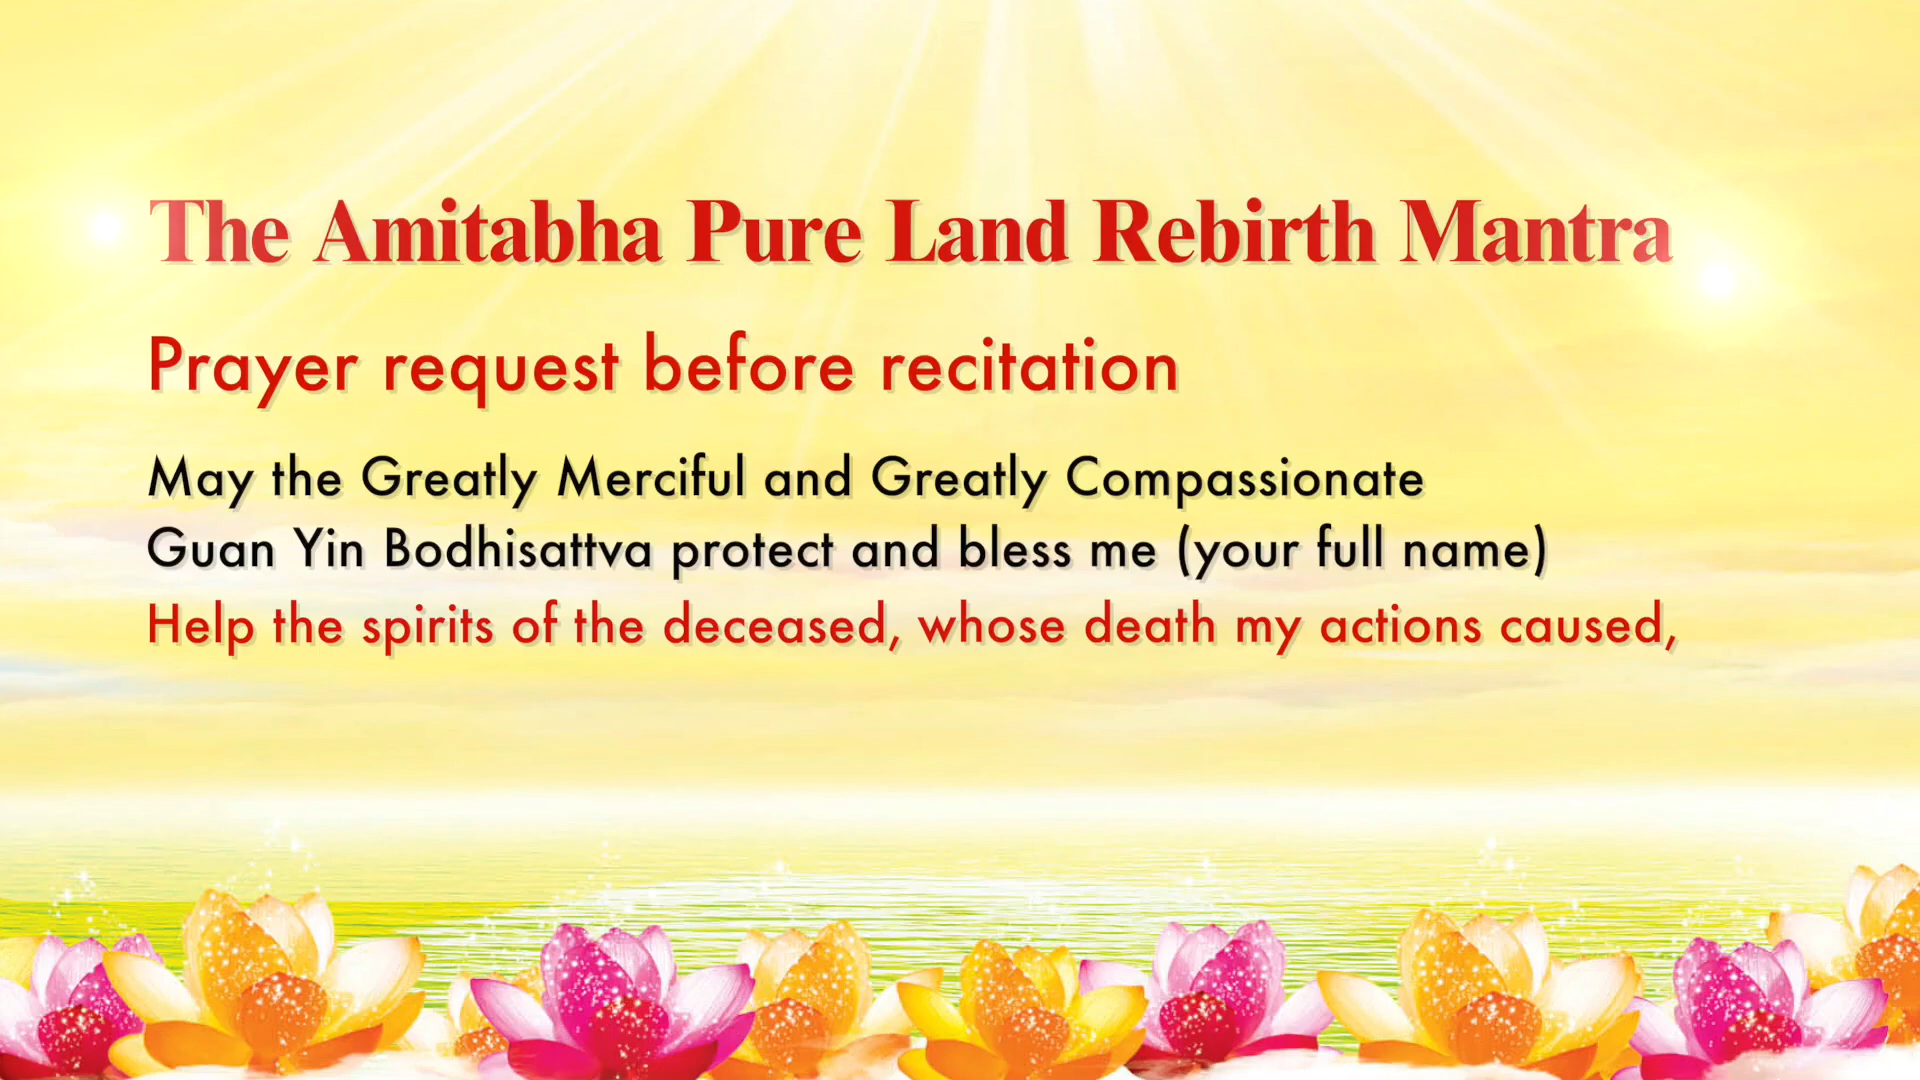 The Amitabha Pure Land Rebirth Mantra
Prayer request before recitation
May the Greatly Merciful and Greatly Compassionate
Guan Yin Bodhisattva protect and bless me (your full name)
Help the spirits of the deceased, whose death my actions caused,